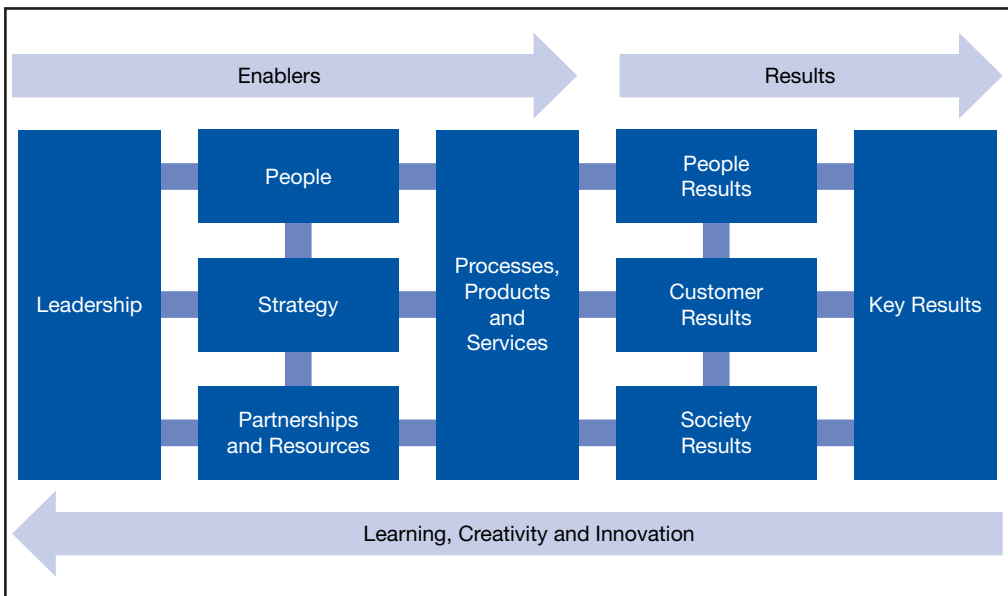 Enablers
Results
Leadership
People
Strategy
Partnerships
and Resources
Processes,
Products
and
Services
People
Results
Customer
Results
Society
Results
Key Results
Learning, Creativity and Innovation